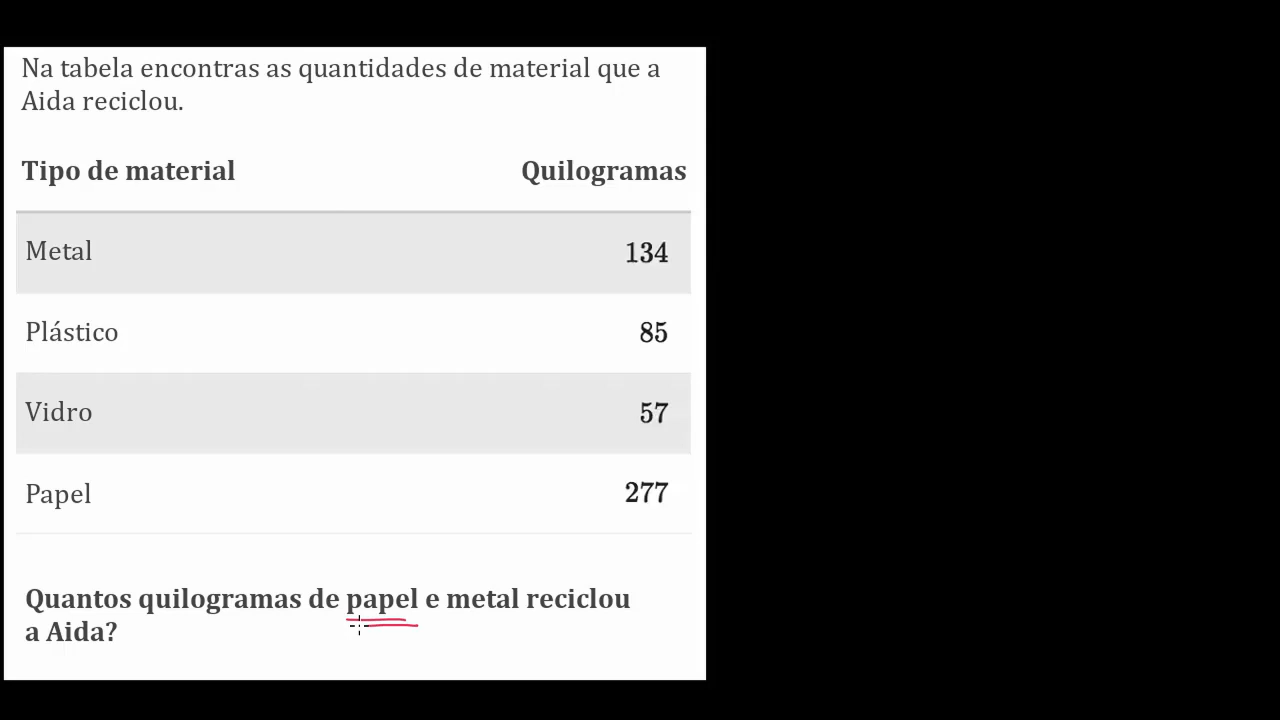 Na tabela encontras as quantidades de material que a
Aida reciclou.
Tipo de material Quilogramas
Metal 134
Plástico 85
Vidro 57
Papel 277
Quantos quilogramas de papel e metal reciclou
a Aida?